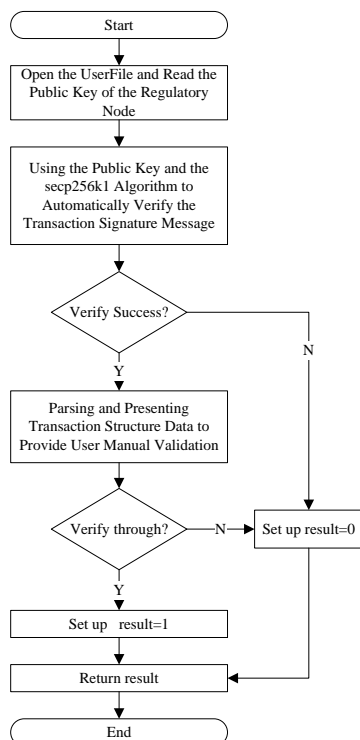 Start
Open the UserFile and Read the
Public Key of the Regulatory
Node
Using the Public Key and the
secp256k1 Algorithm to
Automatically Verify the
Transaction Signature Message
Verify Success?
N
Y
Parsing and Presenting
Transaction Structure Data to
Provide User Manual Validation
Verify through?
N
Set up result=0
Y
Set up result=1
Return result
End